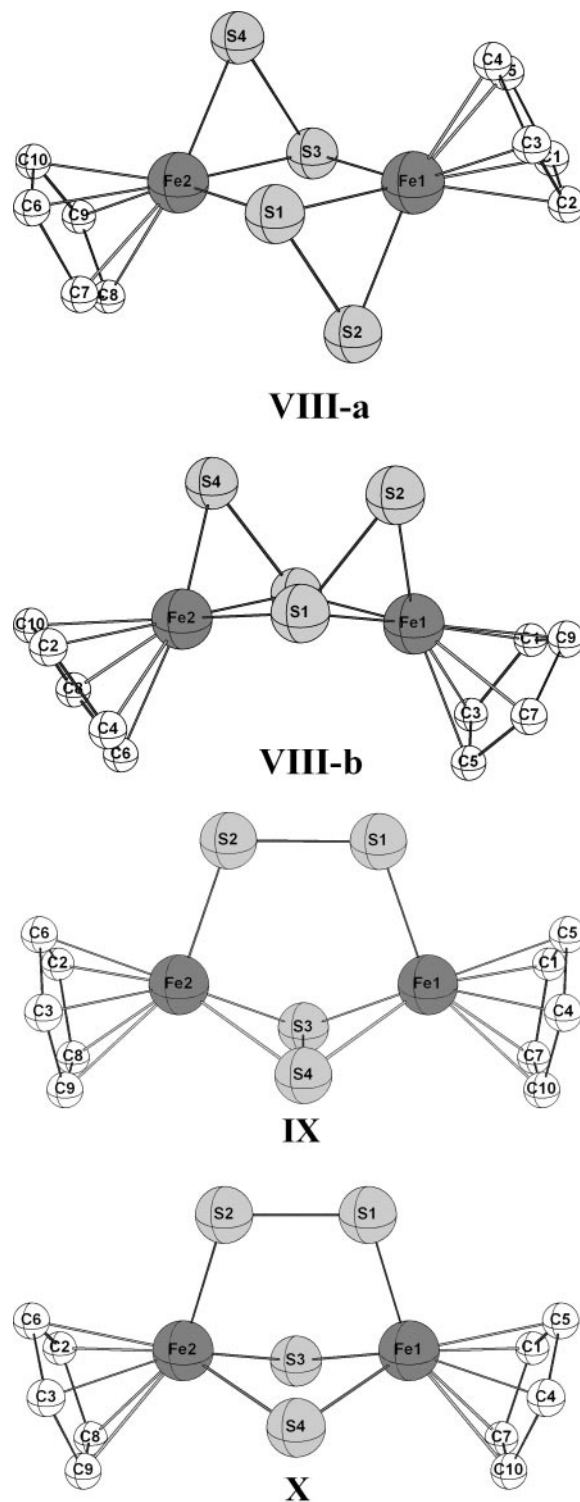 S4
C4 5
C3
C10 S3 C1
Fe2 Fe1
C6 C9 S1 C2
C7 C8
S2
VIII-a
S4 S2
Fe2 S1 Fe1
C10 C1 C9
C2
C8 C3 C7
C4
C6 C5
VIII-b
S2 S1
C6 C5
C2 C1
Fe2 Fe1
C3 C4
S3
C8 C7
S4
C9 C10
IX
S2 S1
C6 C5
C2 Fe2 Fe1 C1
S3
C3 C4
S4
C8 C7
C9 C10
X